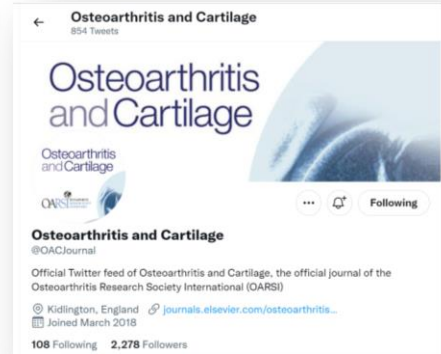 Osteoarthritis and Cartilage
854 Tweets
Osteoarthritis
and Cartilage
Osteoarthritis
and Cartilage
OARSI
Following
Osteoarthritis and Cartilage
@OACJournal
Official Twitter feed of Osteoarthritis and Cartilage, the official journal of the
Osteoarthritis Research Society International (OARSI)
Kidlington, England journals.elsevier.com/osteoarthritis...
Joined March 2018
108 Following 2,278 Followers